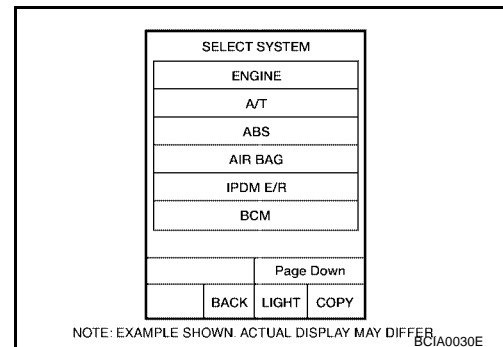 SELECT SYSTEM
ENGINE
A/T
ABS
AIR BAG
IPDM E/R
BCM
Page Down
BACK LIGHT COPY
NOTE: EXAMPLE SHOWN. ACTUAL DISPLAY MAY DIFFER.
BCIA0030E